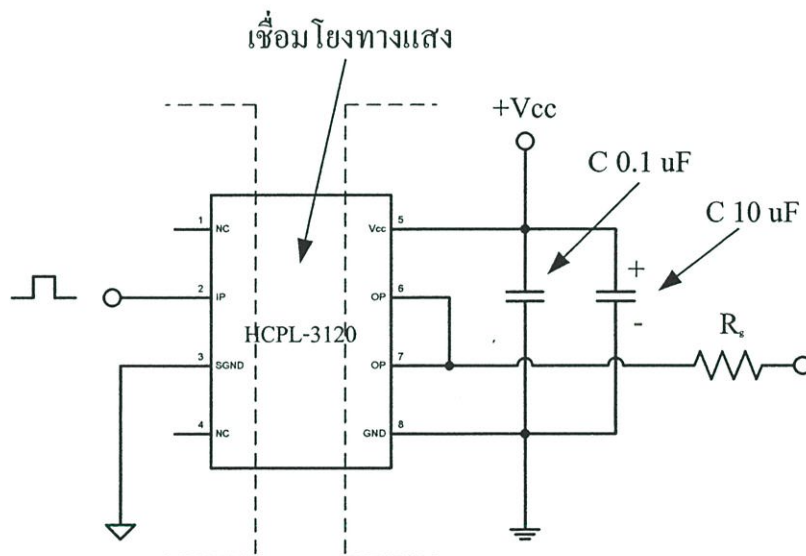 เชื่อมโยงทางแสง
+Vcc
C 0.1 uF
C 10 uF
1 NC
Vcc 5
2 IP
OP 6
+
-
HCPL-3120
3 SGND
OP 7
Rg
4 NC
GND 8